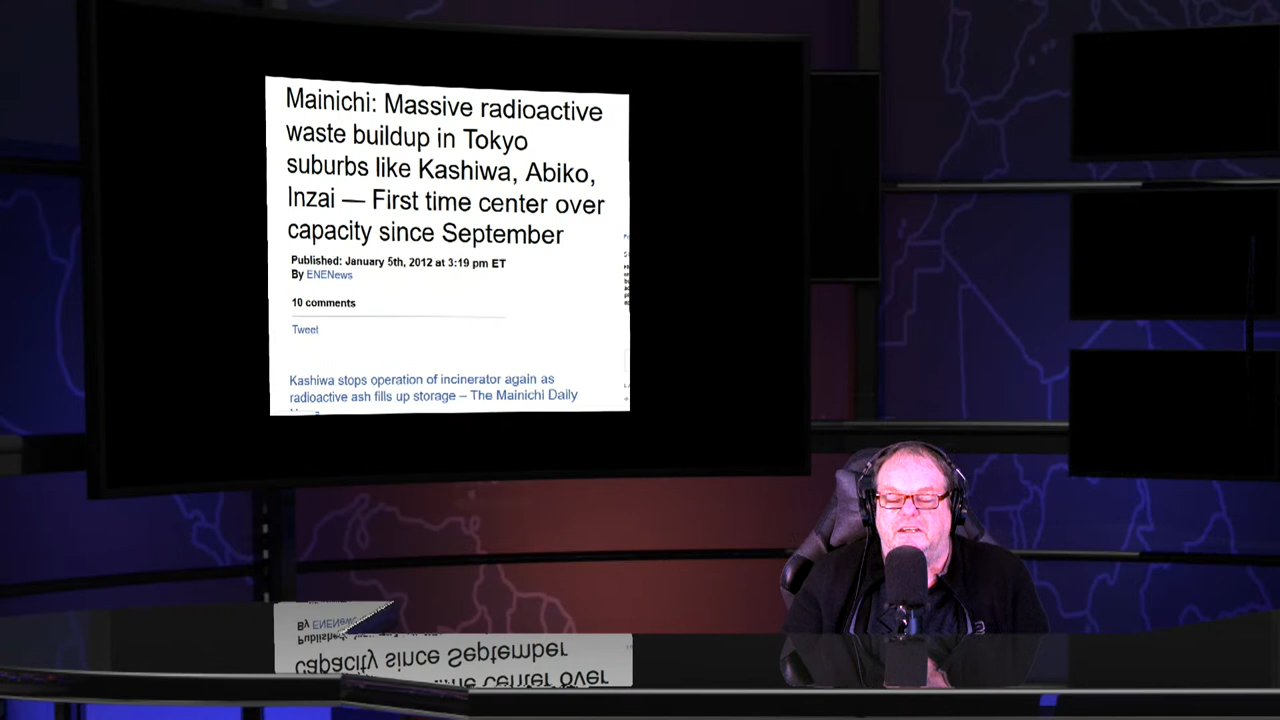 Mainichi: Massive radioactive
waste buildup in Tokyo
suburbs like Kashiwa, Abiko,
Inzai — First time center over
capacity since September
Published: January 5th, 2012 at 3:19 pm ET
By ENENews
10 comments
Tweet
Kashiwa stops operation of incinerator again as
radioactive ash fills up storage – The Mainichi Daily